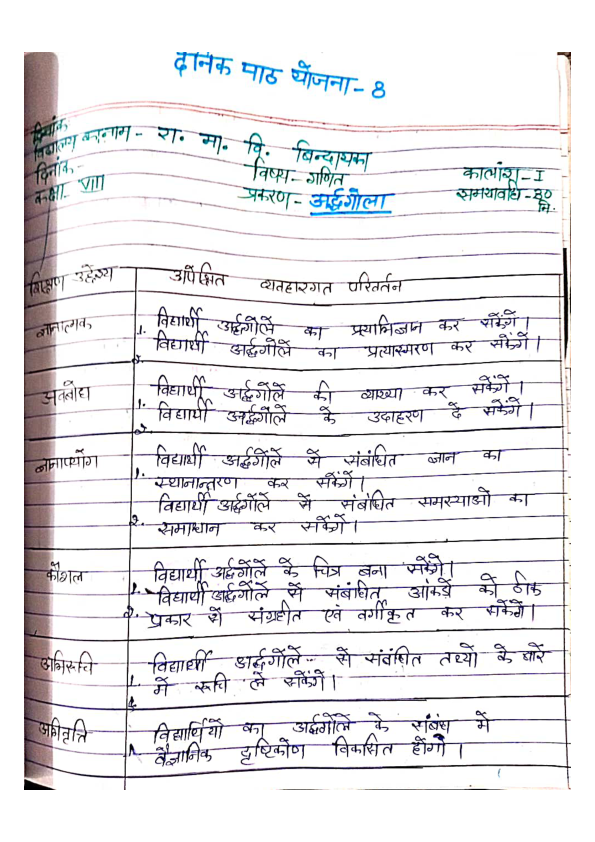 दैनिक पाठ योजना - 8
दिनांक
विद्यालय का नाम - रा. मा. वि. बिन्दायका
दिनांक - विषय - गणित कालांश - I
कक्षा - VIII प्रकरण - अर्द्धगोला समयावधि - 30 मि.
शिक्षण उद्देश्य अपेक्षित व्यवहारगत परिवर्तन
ज्ञानात्मक 1. विद्यार्थी अर्द्धगोले का प्रत्यभिज्ञान कर सकेंगे।
2. विद्यार्थी अर्द्धगोले का प्रत्यास्मरण कर सकेंगे।
अवबोध 1. विद्यार्थी अर्द्धगोले की व्याख्या कर सकेंगे।
2. विद्यार्थी अर्द्धगोले के उदाहरण दे सकेंगे।
ज्ञानोपयोग 1. विद्यार्थी अर्द्धगोले से संबंधित ज्ञान का
स्थानान्तरण कर सकेंगे।
2. विद्यार्थी अर्द्धगोले से संबंधित समस्याओं का
समाधान कर सकेंगे।
कौशल 1. विद्यार्थी अर्द्धगोले के चित्र बना सकेंगे।
2. विद्यार्थी अर्द्धगोले से संबंधित आंकड़े को ठीक
प्रकार से संग्रहीत एवं वर्गीकृत कर सकेंगे।
अभिरूचि 1. विद्यार्थी अर्द्धगोले से संबंधित तथ्यों के बारे
में रूचि ले सकेंगे।
अभिवृत्ति 1. विद्यार्थियों का अर्द्धगोले के संबंध में
वैज्ञानिक दृष्टिकोण विकसित होगा।